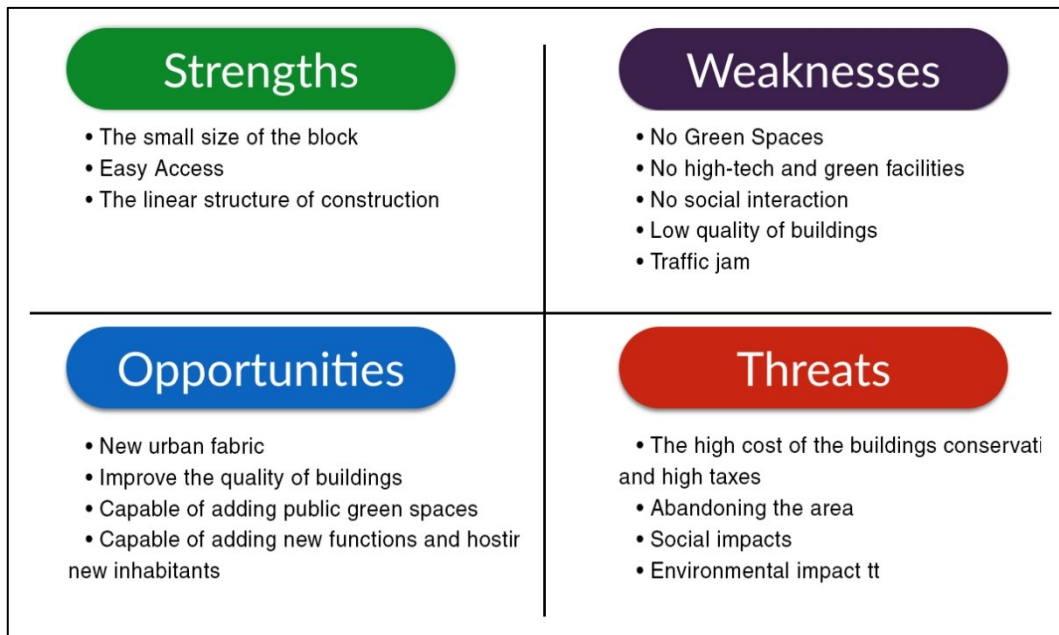 Strengths
• The small size of the block
• Easy Access
• The linear structure of construction
Weaknesses
• No Green Spaces
• No high-tech and green facilities
• No social interaction
• Low quality of buildings
• Traffic jam
Opportunities
• New urban fabric
• Improve the quality of buildings
• Capable of adding public green spaces
• Capable of adding new functions and hostin
new inhabitants
Threats
• The high cost of the buildings conservati
and high taxes
• Abandoning the area
• Social impacts
• Environmental impact tt